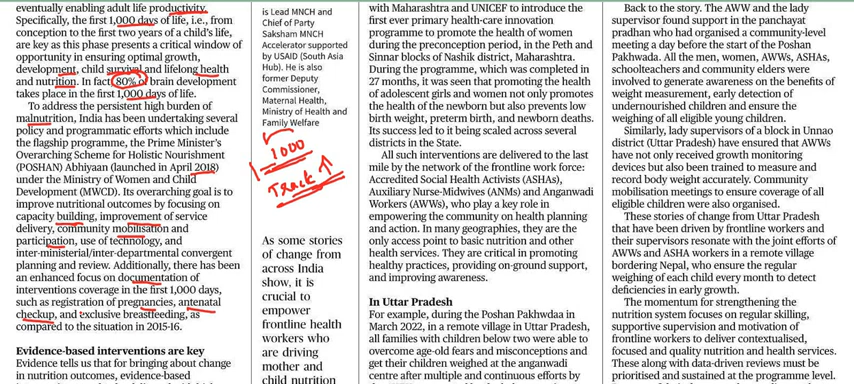 eventually enabling adult life productivity.
Specifically, the first 1,000 days of life, i.e., from
conception to the first two years of a child's life,
are key as this phase presents a critical window of
opportunity in ensuring optimal growth,
development, child survival and lifelong health
and nutrition. In fact 80% of brain development
takes place in the first 1,000 days of life.
To address the persistent high burden of
malnutrition, India has been undertaking several
policy and programmatic efforts which include
the flagship programme, the Prime Minister's
Overarching Scheme for Holistic Nourishment
(POSHAN) Abhiyaan (launched in April 2018)
under the Ministry of Women and Child
Development (MWCD). Its overarching goal is to
improve nutritional outcomes by focusing on
capacity building, improvement of service
delivery, community mobilisation and
participation, use of technology, and
inter-ministerial/inter-departmental convergent
planning and review. Additionally, there has been
an enhanced focus on documentation of
interventions coverage in the first 1,000 days,
such as registration of pregnancies, antenatal
checkup, and exclusive breastfeeding, as
compared to the situation in 2015-16.
Evidence-based interventions are key
Evidence tells us that for bringing about change
in nutrition outcomes, evidence-based
is Lead MNCH and
Chief of Party
Saksham MNCH
Accelerator supported
by USAID (South Asia
Hub). He is also
former Deputy
Commissioner,
Maternal Health,
Ministry of Health and
Family Welfare
1000
Track
As some stories
of change from
across India
show, it is
crucial to
empower
frontline health
workers who
are driving
mother and
child nutrition
with Maharashtra and UNICEF to introduce the
first ever primary health-care innovation
programme to promote the health of women
during the preconception period, in the Peth and
Sinnar blocks of Nashik district, Maharashtra.
During the programme, which was completed in
27 months, it was seen that promoting the health
of adolescent girls and women not only promotes
the health of the newborn but also prevents low
birth weight, preterm birth, and newborn deaths.
Its success led to it being scaled across several
districts in the State.
All such interventions are delivered to the last
mile by the network of the frontline work force:
Accredited Social Health Activists (ASHAs),
Auxiliary Nurse-Midwives (ANMs) and Anganwadi
Workers (AWWs), who play a key role in
empowering the community on health planning
and action. In many geographies, they are the
only access point to basic nutrition and other
health services. They are critical in promoting
healthy practices, providing on-ground support,
and improving awareness.
In Uttar Pradesh
For example, during the Poshan Pakhwdaa in
March 2022, in a remote village in Uttar Pradesh,
all families with children below two were able to
overcome age-old fears and misconceptions and
get their children weighed at the anganwadi
centre after multiple and continuous efforts by
Back to the story. The AWW and the lady
supervisor found support in the panchayat
pradhan who had organised a community-level
meeting a day before the start of the Poshan
Pakhwada. All the men, women, AWWs, ASHAs,
schoolteachers and community elders were
involved to generate awareness on the benefits of
weight measurement, early detection of
undernourished children and ensure the
weighing of all eligible young children.
Similarly, lady supervisors of a block in Unnao
district (Uttar Pradesh) have ensured that AWWs
have not only received growth monitoring
devices but also been trained to measure and
record body weight accurately. Community
mobilisation meetings to ensure coverage of all
eligible children were also organised.
These stories of change from Uttar Pradesh
that have been driven by frontline workers and
their supervisors resonate with the joint efforts of
AWWs and ASHA workers in a remote village
bordering Nepal, who ensure the regular
weighing of each child every month to detect
deficiencies in early growth.
The momentum for strengthening the
nutrition system focuses on regular skilling,
supportive supervision and motivation of
frontline workers to deliver contextualised,
focused and quality nutrition and health services.
These along with data-driven reviews must be
prioritised and sustained at the programme level.